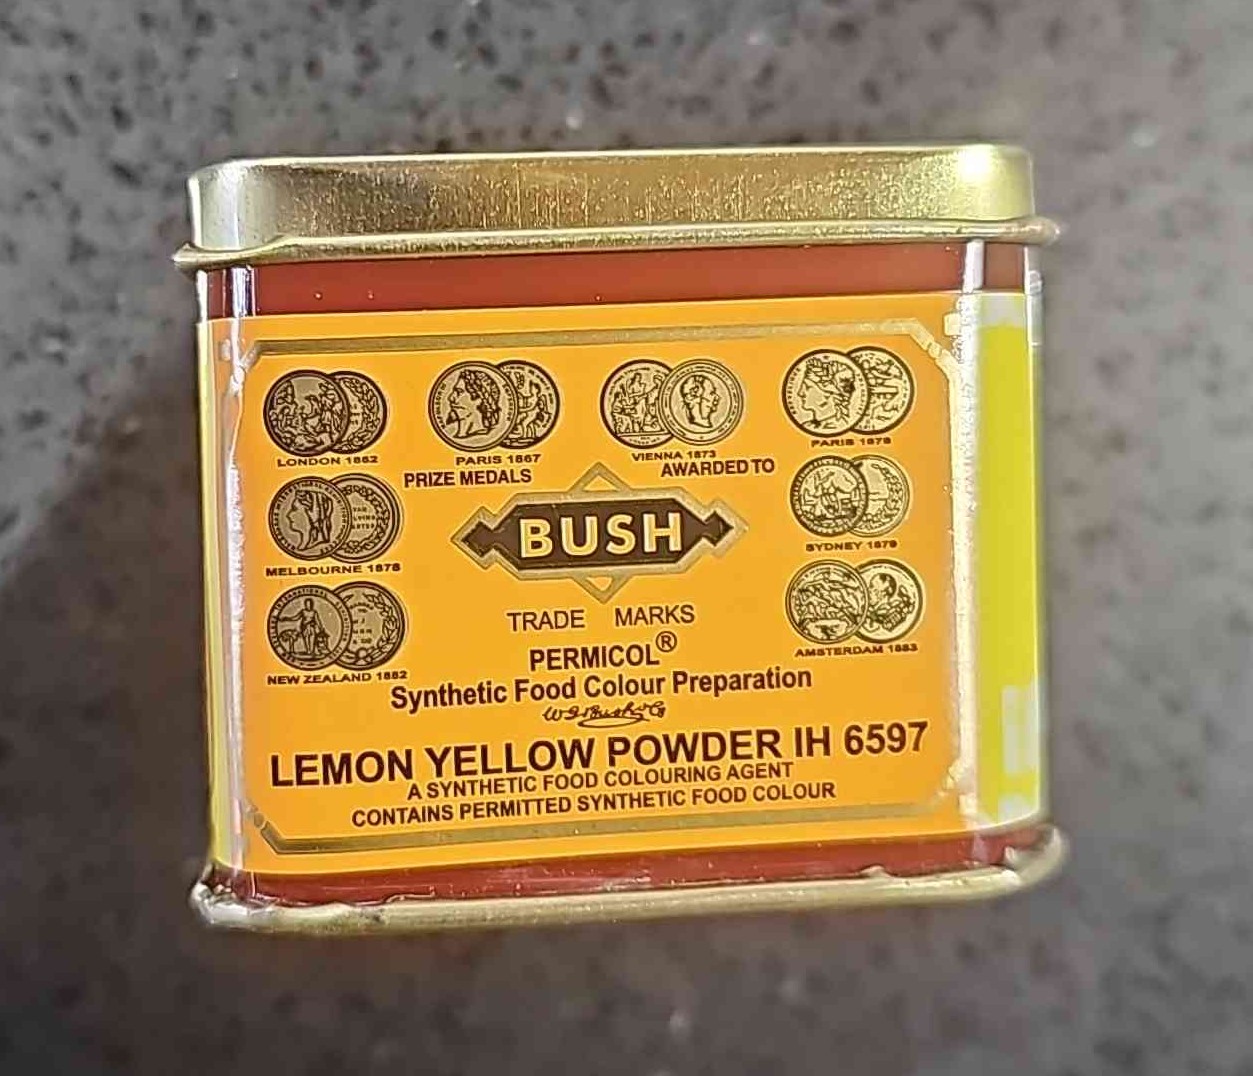 LONDON 1862
PARIS 1867
VIENNA 1873
PARIS 1878
PRIZE MEDALS
AWARDED TO
BUSH
SYDNEY 1879
MELBOURNE 1878
TRADE MARKS
AMSTERDAM 1883
NEW ZEALAND 1882
PERMICOL®
Synthetic Food Colour Preparation
W J Bush & Co
LEMON YELLOW POWDER IH 6597
A SYNTHETIC FOOD COLOURING AGENT
CONTAINS PERMITTED SYNTHETIC FOOD COLOUR